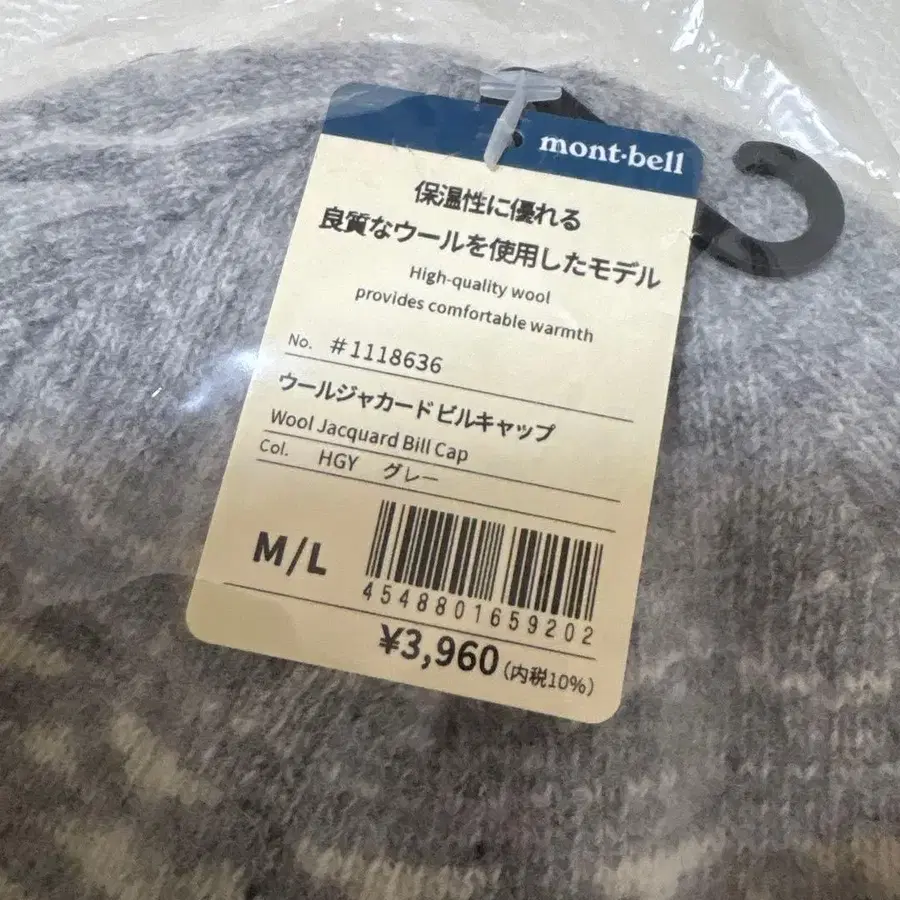 mont·bell
保温性に優れる
良質なウールを使用したモデル
High-quality wool
provides comfortable warmth
No. #1118636
ウールジャカード ビルキャップ
Wool Jacquard Bill Cap
Col. HGY グレー
M/L
4548801659202
¥3,960 (内税10%)